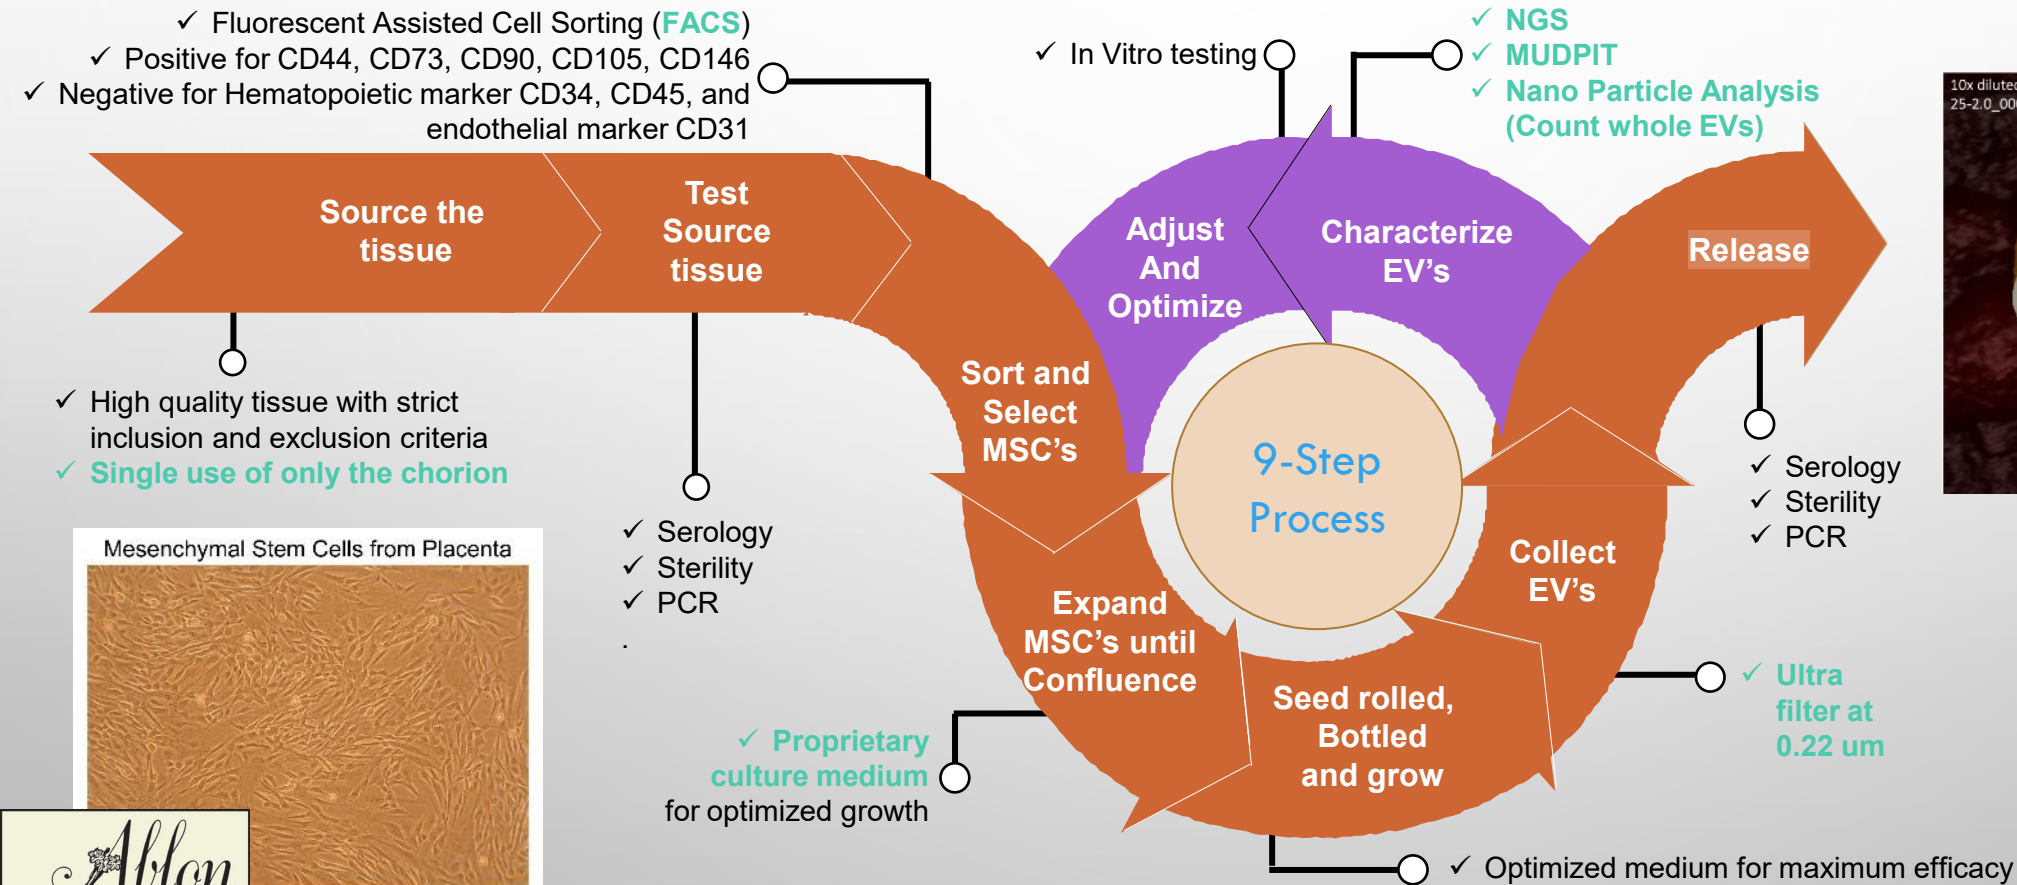 ✓ Fluorescent Assisted Cell Sorting (FACS)
✓ Positive for CD44, CD73, CD90, CD105, CD146
✓ Negative for Hematopoietic marker CD34, CD45, and
endothelial marker CD31
✓ In Vitro testing
✓ NGS
✓ MUDPIT
✓ Nano Particle Analysis
(Count whole EVs)
10x diluted
Source the
tissue
Test
Source
tissue
Sort and
Select
MSC's
Adjust
And
Optimize
Characterize
EV's
Release
✓ High quality tissue with strict
inclusion and exclusion criteria
✓ Single use of only the chorion
✓ Serology
✓ Sterility
✓ PCR
.
9-Step
Process
✓ Serology
✓ Sterility
✓ PCR
Mesenchymal Stem Cells from Placenta
Expand
MSC's until
Confluence
Seed rolled,
Bottled
and grow
Collect
EV's
✓ Ultra
filter at
0.22 um
✓ Proprietary
culture medium
for optimized growth
✓ Optimized medium for maximum efficacy
Ablon